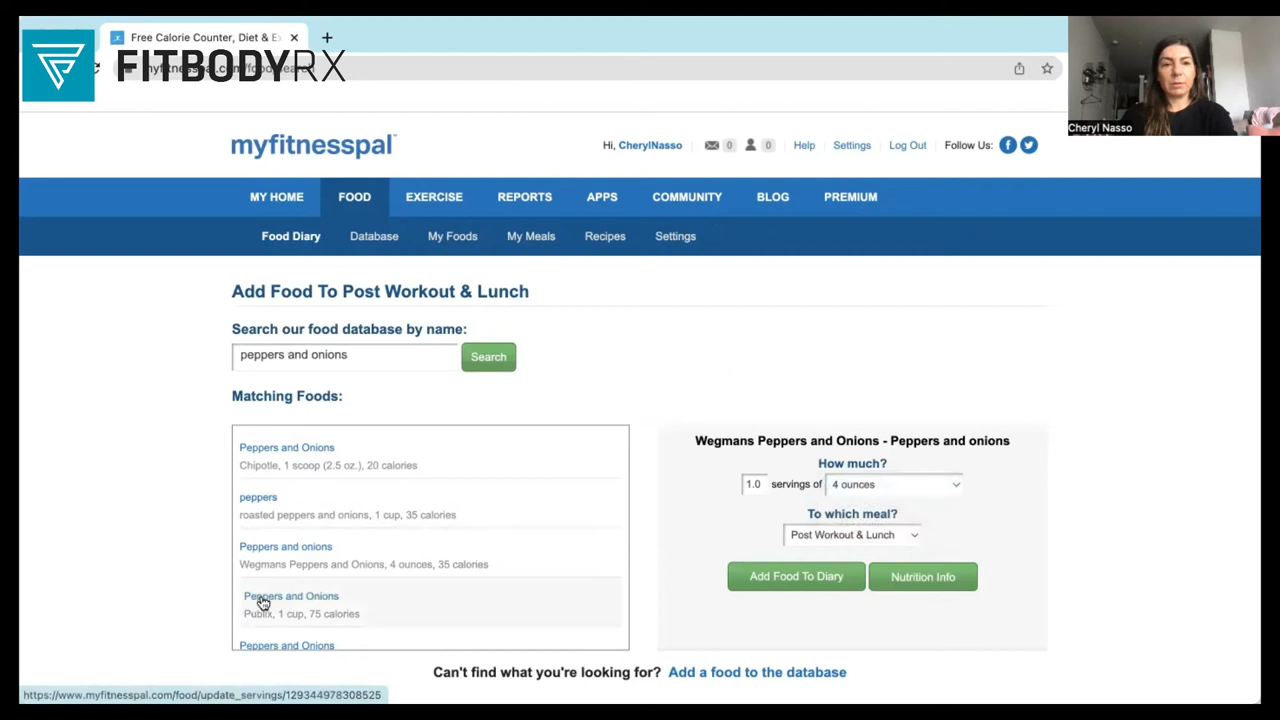 Free Calorie Counter, Diet & Ex
FITBODYRX
myfitnesspal.com/food/search
Cheryl Nasso
myfitnesspal
Hi, CherylNasso
0
0
Help
Settings
Log Out
Follow Us:
MY HOME
FOOD
EXERCISE
REPORTS
APPS
COMMUNITY
BLOG
PREMIUM
Food Diary
Database
My Foods
My Meals
Recipes
Settings
Add Food To Post Workout & Lunch
Search our food database by name:
peppers and onions
Search
Matching Foods:
Peppers and Onions
Chipotle, 1 scoop (2.5 oz.), 20 calories
peppers
roasted peppers and onions, 1 cup, 35 calories
Peppers and onions
Wegmans Peppers and Onions, 4 ounces, 35 calories
Peppers and Onions
Publix, 1 cup, 75 calories
Peppers and Onions
Wegmans Peppers and Onions - Peppers and onions
How much?
1.0 servings of 4 ounces
To which meal?
Post Workout & Lunch
Add Food To Diary
Nutrition Info
Can't find what you're looking for? Add a food to the database
https://www.myfitnesspal.com/food/update_servings/129344978308525